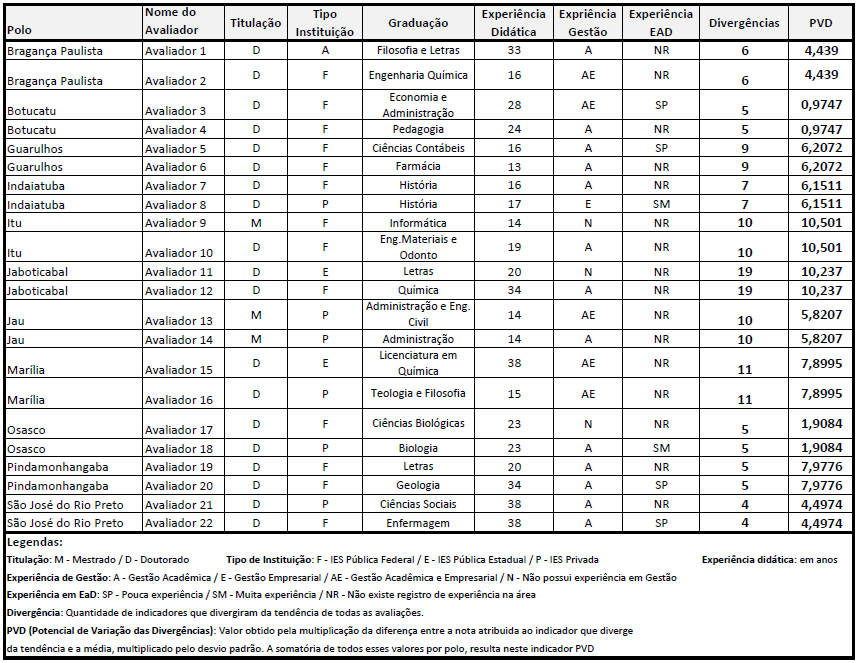 Polo Nome do Avaliador Titulação Tipo Instituição Graduação Experiência Didática Expriência Gestão Experiência EAD Divergências PVD
Bragança Paulista Avaliador 1 D A Filosofia e Letras 33 A NR 6 4,439
Bragança Paulista Avaliador 2 D F Engenharia Química 16 AE NR 6 4,439
Botucatu Avaliador 3 D F Economia e Administração 28 AE SP 5 0,9747
Botucatu Avaliador 4 D F Pedagogia 24 A NR 5 0,9747
Guarulhos Avaliador 5 D F Ciências Contábeis 16 A SP 9 6,2072
Guarulhos Avaliador 6 D F Farmácia 13 A NR 9 6,2072
Indaiatuba Avaliador 7 D F História 16 A NR 7 6,1511
Indaiatuba Avaliador 8 D P História 17 E SM 7 6,1511
Itu Avaliador 9 M F Informática 14 N NR 10 10,501
Itu Avaliador 10 D F Eng.Materiais e Odonto 19 A NR 10 10,501
Jaboticabal Avaliador 11 D E Letras 20 N NR 19 10,237
Jaboticabal Avaliador 12 D F Química 34 A NR 19 10,237
Jau Avaliador 13 M P Administração e Eng. Civil 14 AE NR 10 5,8207
Jau Avaliador 14 M P Administração 14 A NR 10 5,8207
Marília Avaliador 15 D E Licenciatura em Química 38 AE NR 11 7,8995
Marília Avaliador 16 D P Teologia e Filosofia 15 AE NR 11 7,8995
Osasco Avaliador 17 D F Ciências Biológicas 23 N NR 5 1,9084
Osasco Avaliador 18 D P Biologia 23 A SM 5 1,9084
Pindamonhangaba Avaliador 19 D F Letras 20 A NR 5 7,9776
Pindamonhangaba Avaliador 20 D F Geologia 34 A SP 5 7,9776
São José do Rio Preto Avaliador 21 D P Ciências Sociais 38 A NR 4 4,4974
São José do Rio Preto Avaliador 22 D F Enfermagem 38 A SP 4 4,4974
Legendas:
Titulação: M - Mestrado / D - Doutorado Tipo de Instituição: F - IES Pública Federal / E - IES Pública Estadual / P - IES Privada Experiência didática: em anos
Experiência de Gestão: A - Gestão Acadêmica / E - Gestão Empresarial / AE - Gestão Acadêmica e Empresarial / N - Não possui experiência em Gestão
Experiência em EaD: SP - Pouca experiência / SM - Muita experiência / NR - Não existe registro de experiência na área
Divergência: Quantidade de indicadores que divergiram da tendência de todas as avaliações.
PVD (Potencial de Variação das Divergências): Valor obtido pela multiplicação da diferença entre a nota atribuida ao indicador que diverge
da tendência e a média, multiplicado pelo desvio padrão. A somatória de todos esses valores por polo, resulta neste indicador PVD